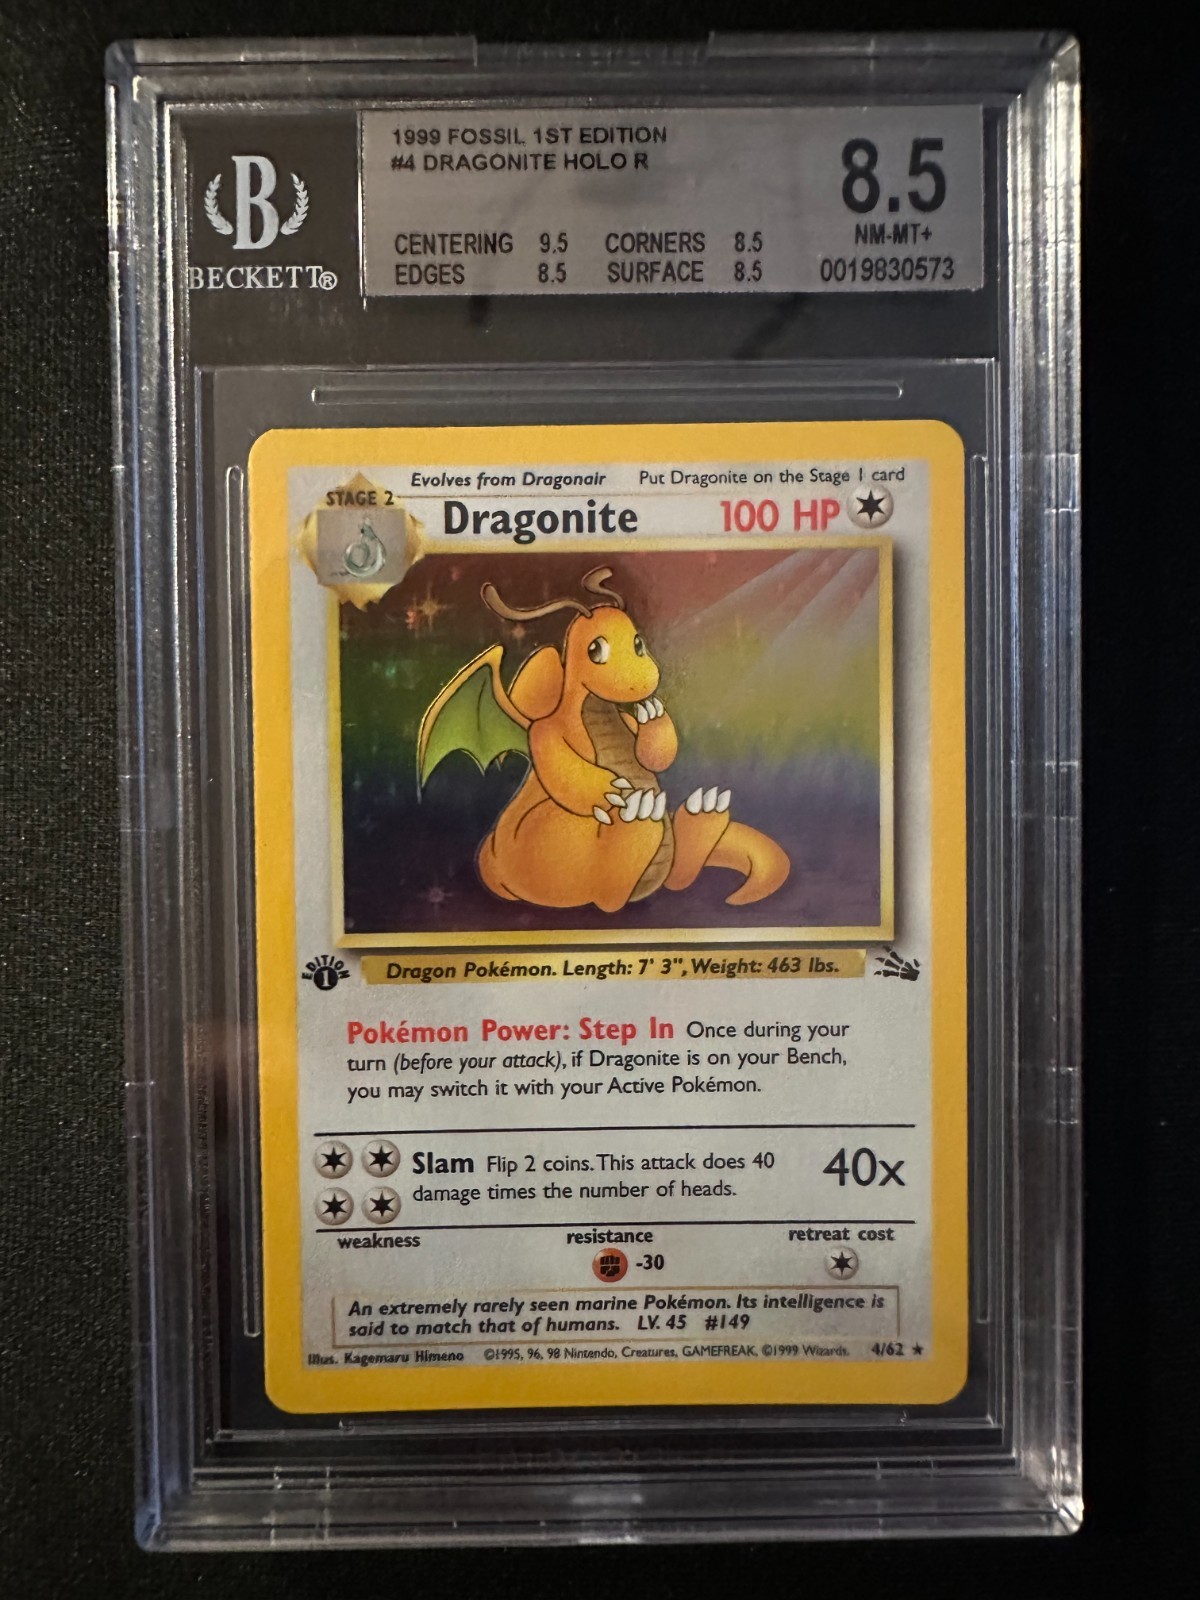 1999 FOSSIL 1ST EDITION
#4 DRAGONITE HOLO R
8.5
NM-MT+
CENTERING 9.5 CORNERS 8.5
EDGES 8.5 SURFACE 8.5
0019830573
B
BECKETT®
Evolves from Dragonair Put Dragonite on the Stage 1 card
STAGE 2
Dragonite 100 HP
EDITION
1
Dragon Pokémon. Length: 7' 3", Weight: 463 lbs.
Pokémon Power: Step In Once during your
turn (before your attack), if Dragonite is on your Bench,
you may switch it with your Active Pokémon.
Slam Flip 2 coins. This attack does 40
damage times the number of heads.
40x
weakness resistance retreat cost
-30
An extremely rarely seen marine Pokémon. Its intelligence is
said to match that of humans. LV. 45 #149
Illus. Kagemaru Himeno ©1995, 96, 98 Nintendo, Creatures, GAMEFREAK, ©1999 Wizards. 4/62 ★